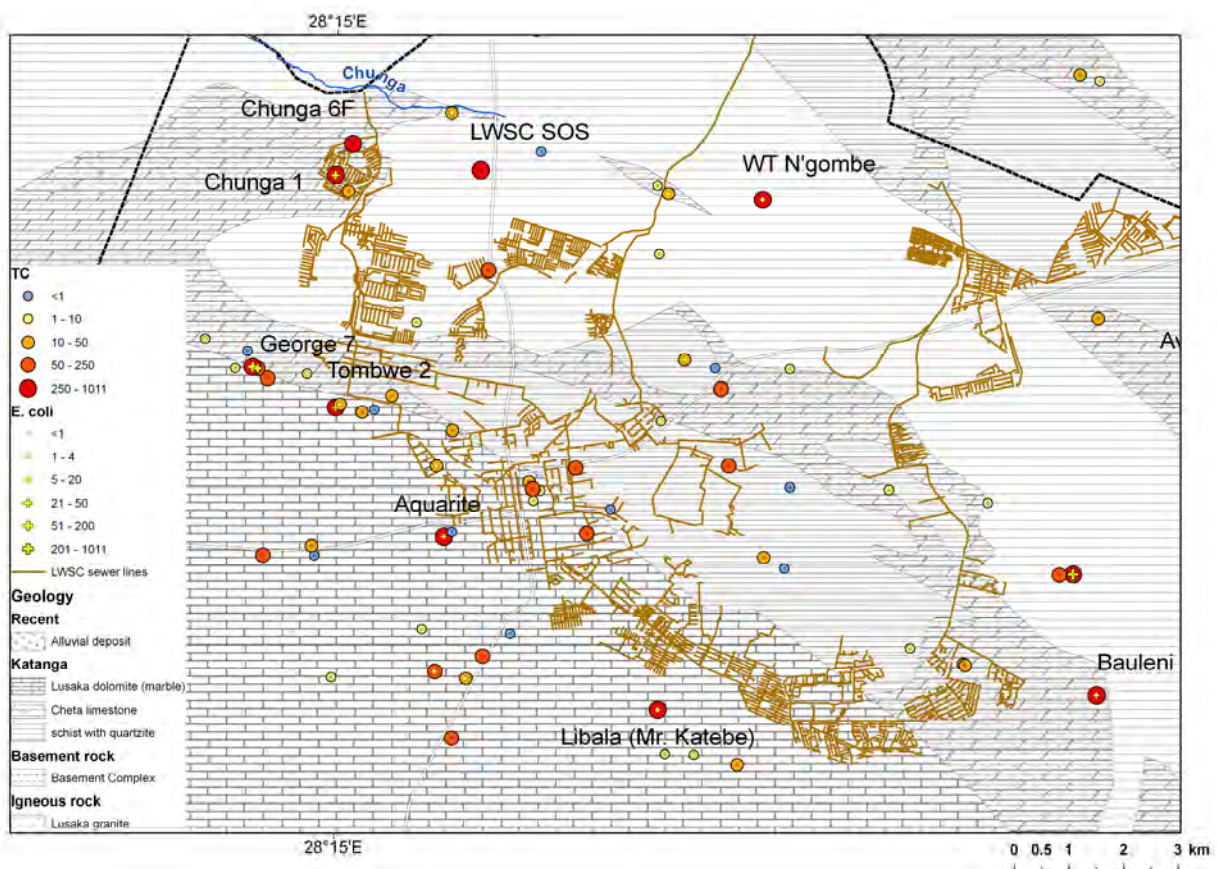 28°15'E
Chunga
Chunga 6F
LWSC SOS
WT N'gombe
Chunga 1
TC
<1
1 - 10
10 - 50
50 - 250
250 - 1011
E. coli
<1
1 - 4
5 - 20
21 - 50
51 - 200
201 - 1011
LWSC sewer lines
Geology
Recent
Alluvial deposit
Katanga
Lusaka dolomite (marble)
Cheta limestone
schist with quartzite
Basement rock
Basement Complex
Igneous rock
Lusaka granite
George 7
Av
Tombwe 2
Aquarite
Bauleni
Libala (Mr. Katebe)
28°15'E
0 0.5 1 2 3 km